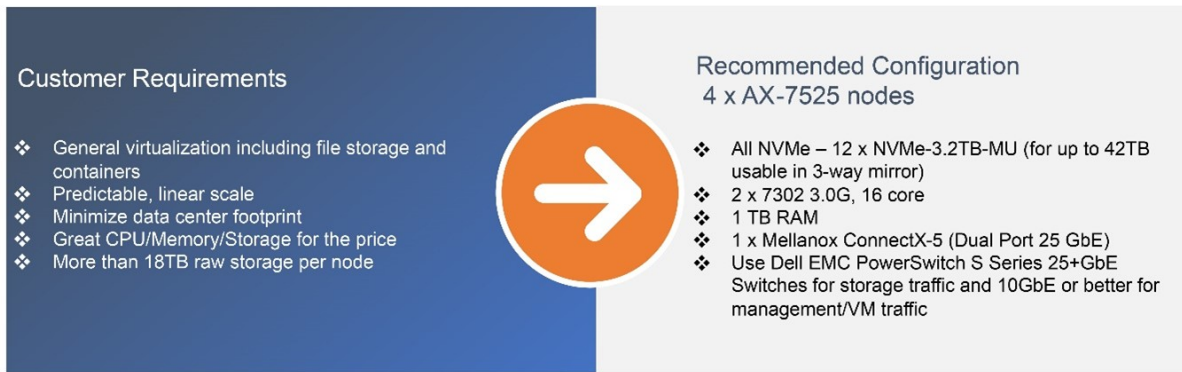 Customer Requirements
❖ General virtualization including file storage and
containers
❖ Predictable, linear scale
❖ Minimize data center footprint
❖ Great CPU/Memory/Storage for the price
❖ More than 18TB raw storage per node
Recommended Configuration
4 x AX-7525 nodes
❖ All NVMe – 12 x NVMe-3.2TB-MU (for up to 42TB
usable in 3-way mirror)
❖ 2 x 7302 3.0G, 16 core
❖ 1 TB RAM
❖ 1 x Mellanox ConnectX-5 (Dual Port 25 GbE)
❖ Use Dell EMC PowerSwitch S Series 25+GbE
Switches for storage traffic and 10GbE or better for
management/VM traffic